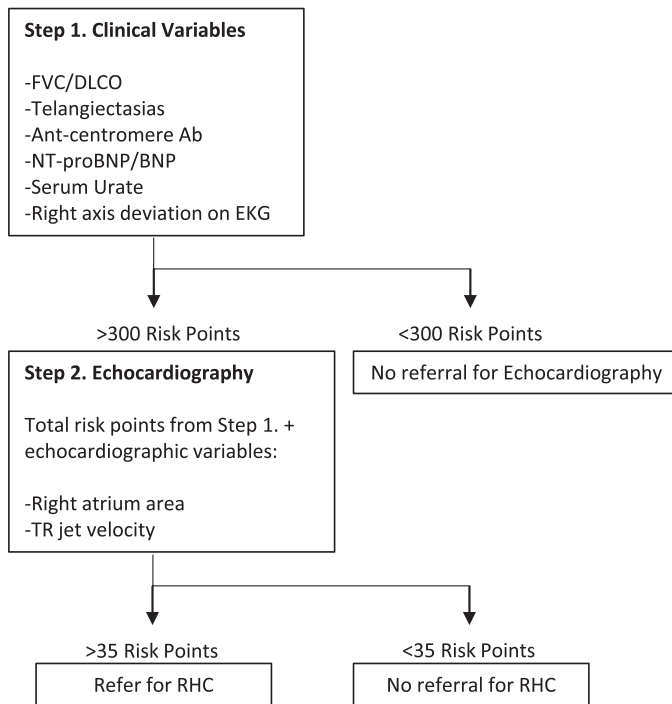 Step 1. Clinical Variables
-FVC/DLCO
-Telangiectasias
-Ant-centromere Ab
-NT-proBNP/BNP
-Serum Urate
-Right axis deviation on EKG
>300 Risk Points
<300 Risk Points
Step 2. Echocardiography
No referral for Echocardiography
Total risk points from Step 1. +
echocardiographic variables:
-Right atrium area
-TR jet velocity
>35 Risk Points
<35 Risk Points
Refer for RHC
No referral for RHC